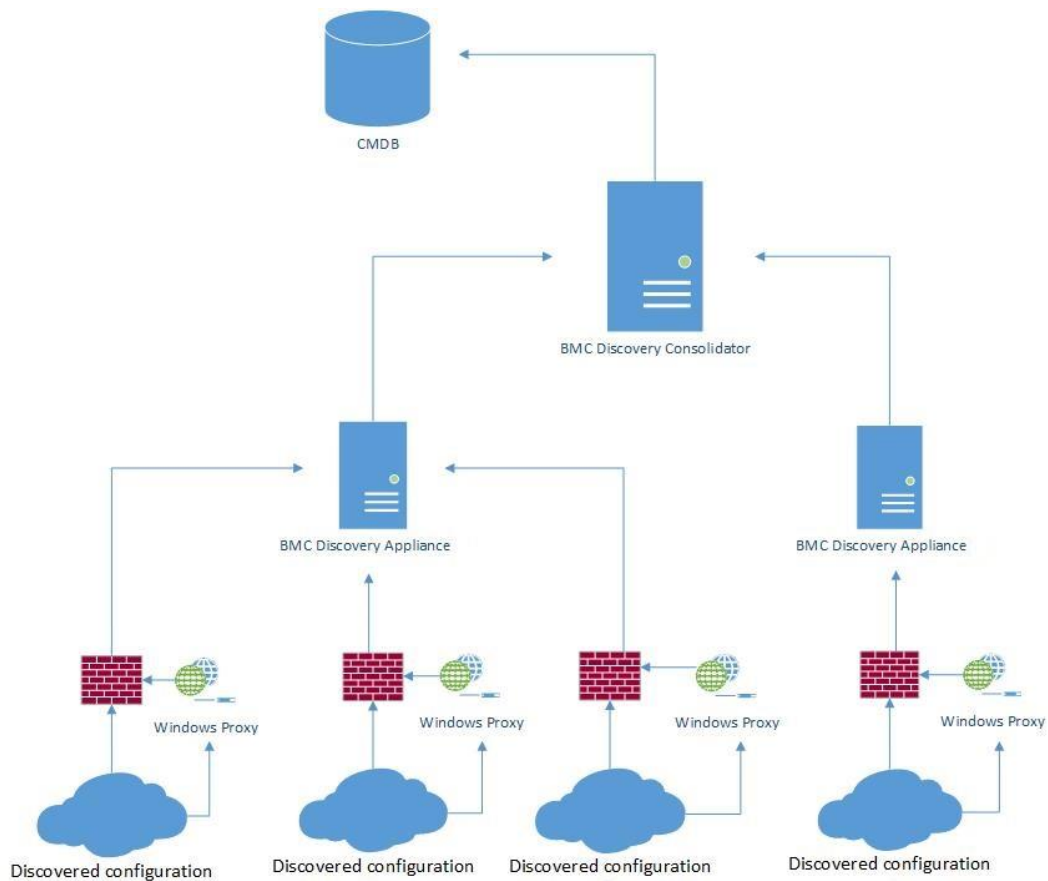 CMDB
BMC Discovery Consolidator
BMC Discovery Appliance
BMC Discovery Appliance
Windows Proxy
Windows Proxy
Windows Proxy
Windows Proxy
Discovered configuration
Discovered configuration
Discovered configuration
Discovered configuration